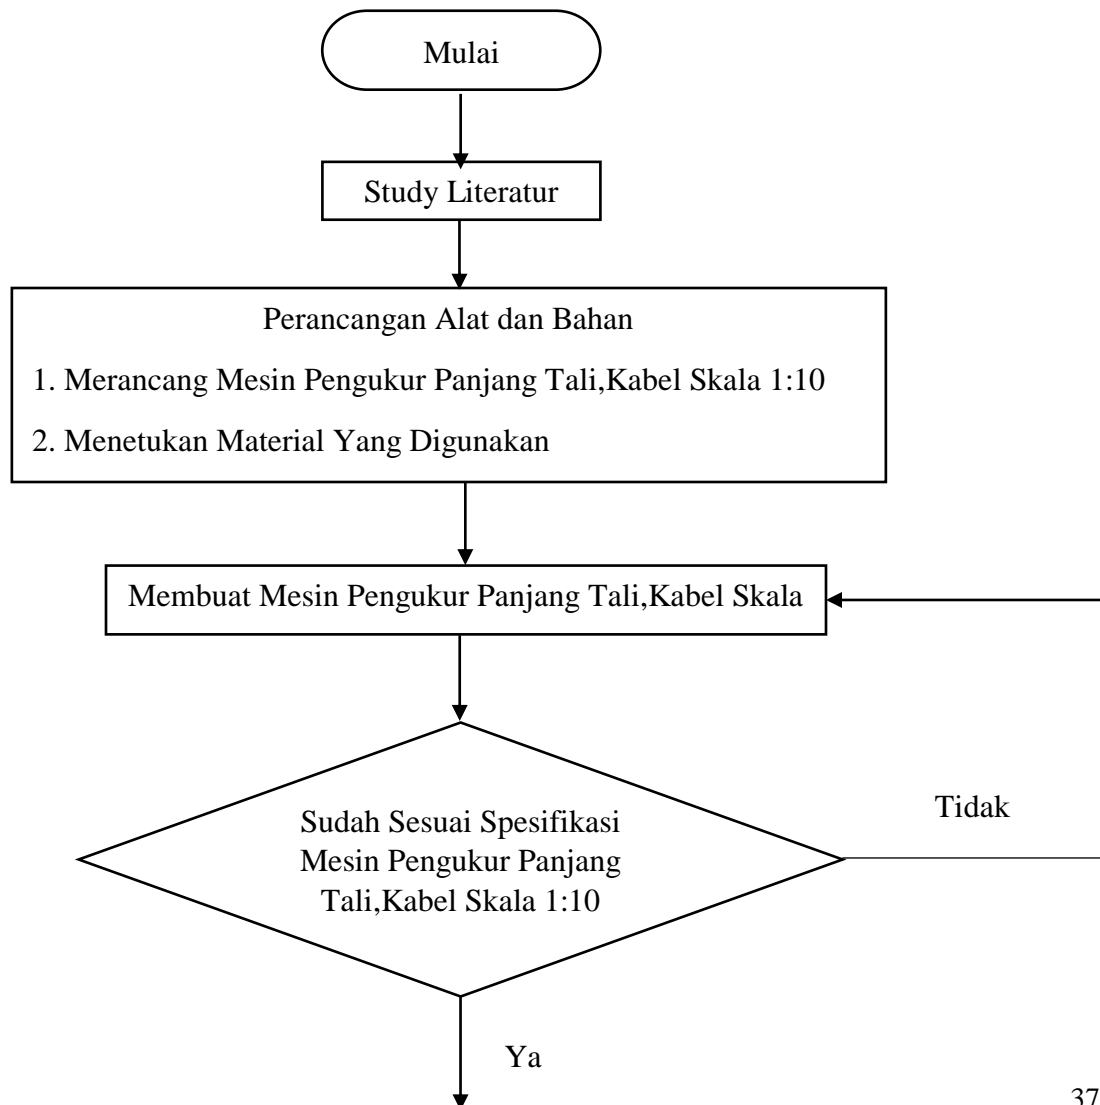 Mulai
Study Literatur
Perancangan Alat dan Bahan
1. Merancang Mesin Pengukur Panjang Tali,Kabel Skala 1:10
2. Menetukan Material Yang Digunakan
Membuat Mesin Pengukur Panjang Tali,Kabel Skala
Sudah Sesuai Spesifikasi
Mesin Pengukur Panjang
Tali,Kabel Skala 1:10
Tidak
Ya
37